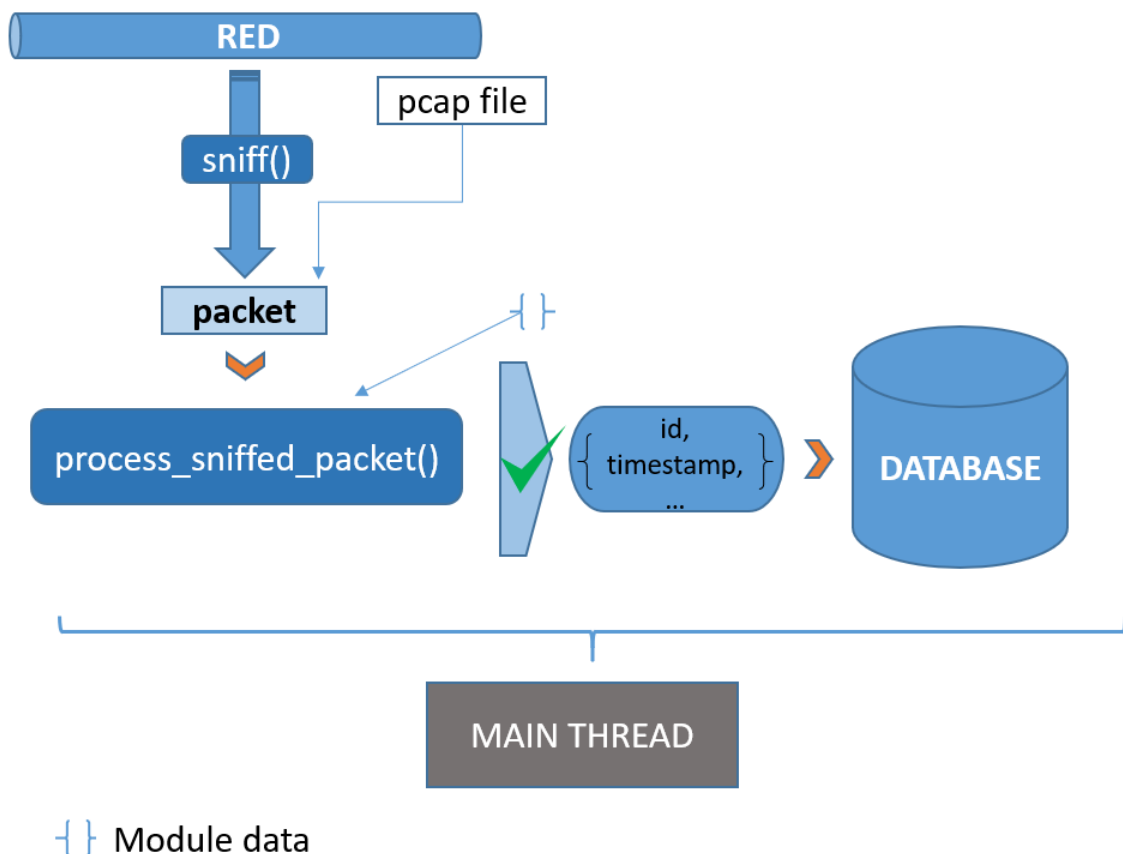 RED
pcap file
sniff()
packet
process_sniffed_packet()
id,
timestamp,
...
DATABASE
MAIN THREAD
Module data